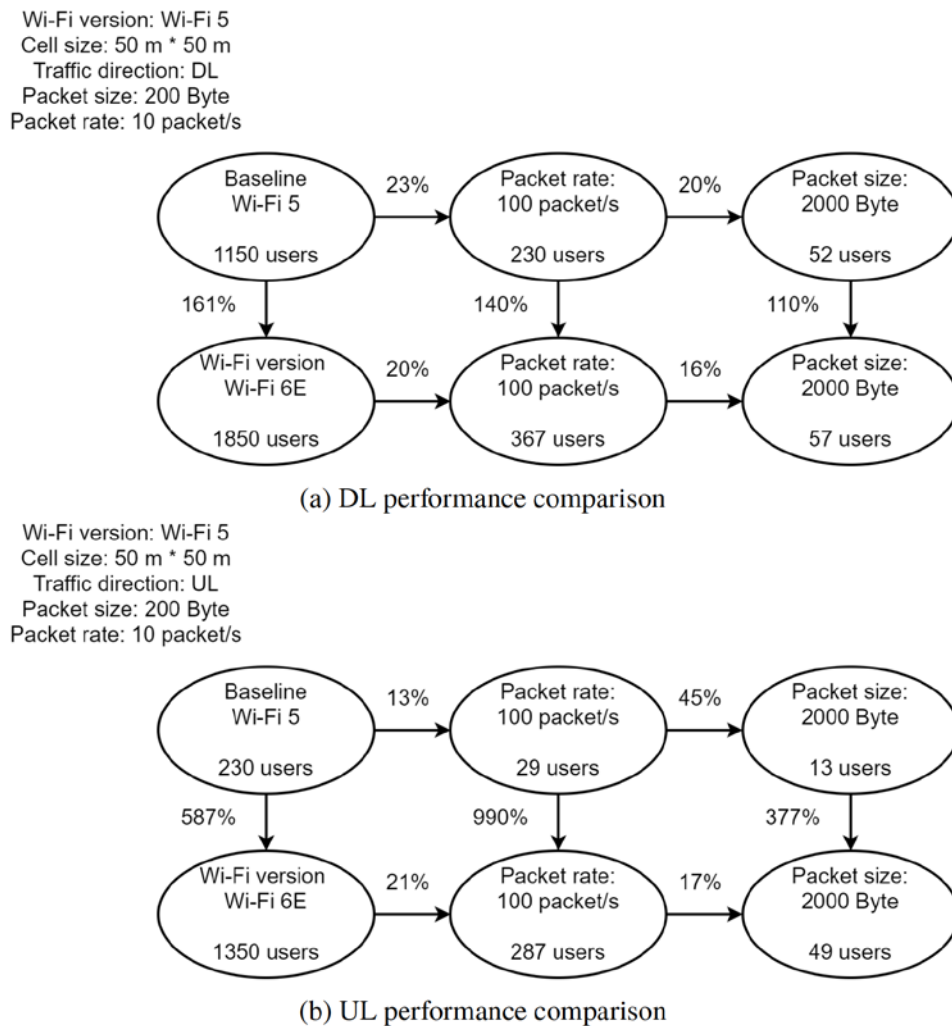 Wi-Fi version: Wi-Fi 5
Cell size: 50 m * 50 m
Traffic direction: DL
Packet size: 200 Byte
Packet rate: 10 packet/s
Baseline
Wi-Fi 5
1150 users
23%
Packet rate:
100 packet/s
230 users
20%
Packet size:
2000 Byte
52 users
161%
140%
110%
Wi-Fi version
Wi-Fi 6E
1850 users
20%
Packet rate:
100 packet/s
367 users
16%
Packet size:
2000 Byte
57 users
(a) DL performance comparison
Wi-Fi version: Wi-Fi 5
Cell size: 50 m * 50 m
Traffic direction: UL
Packet size: 200 Byte
Packet rate: 10 packet/s
Baseline
Wi-Fi 5
230 users
13%
Packet rate:
100 packet/s
29 users
45%
Packet size:
2000 Byte
13 users
587%
990%
377%
Wi-Fi version
Wi-Fi 6E
1350 users
21%
Packet rate:
100 packet/s
287 users
17%
Packet size:
2000 Byte
49 users
(b) UL performance comparison